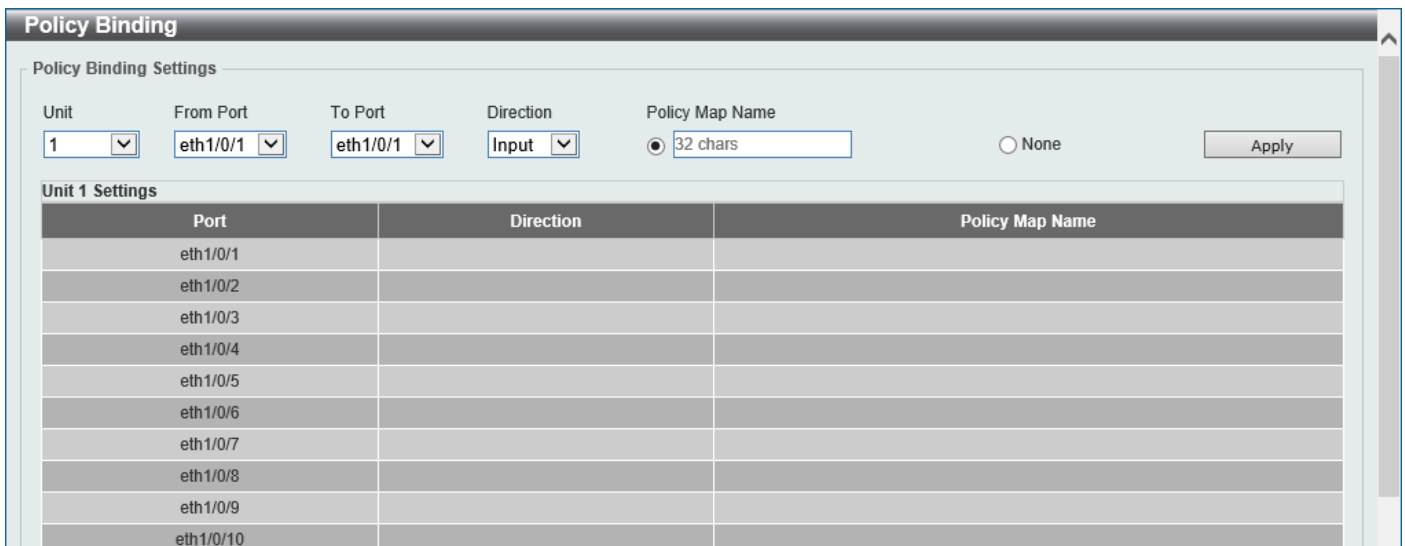 Policy Binding
Policy Binding Settings
Unit From Port To Port Direction Policy Map Name
1 eth1/0/1 eth1/0/1 Input 32 chars None Apply
Unit 1 Settings
Port Direction Policy Map Name
eth1/0/1
eth1/0/2
eth1/0/3
eth1/0/4
eth1/0/5
eth1/0/6
eth1/0/7
eth1/0/8
eth1/0/9
eth1/0/10